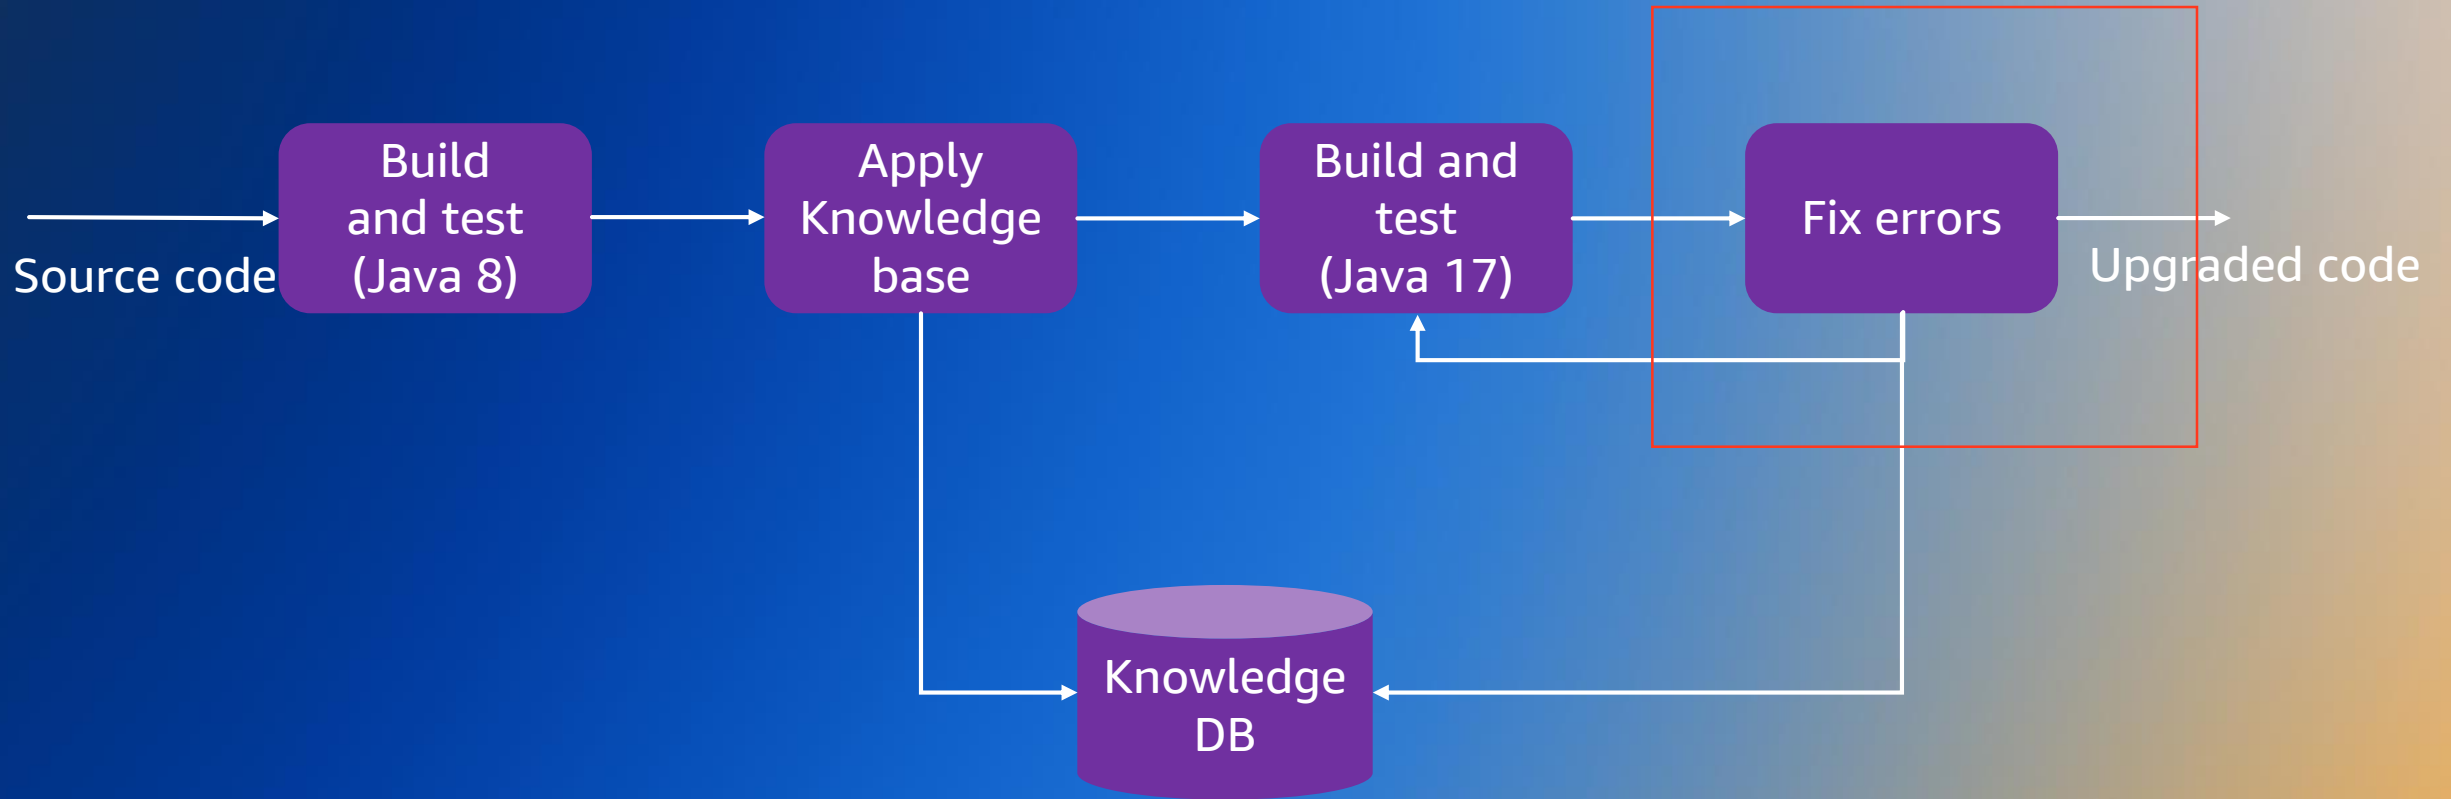 Source code
Build
and test
(Java 8)
Apply
Knowledge
base
Build and
test
(Java 17)
Fix errors
Upgraded code
Knowledge
DB